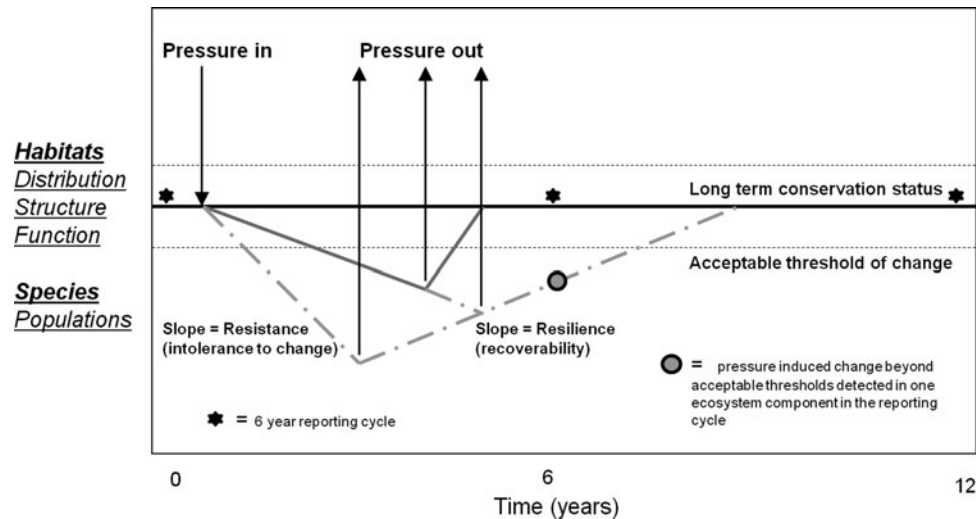 Pressure in
Pressure out
Habitats
Distribution
Structure
Function
Long term conservation status
Acceptable threshold of change
Species
Populations
Slope = Resistance
(intolerance to change)
Slope = Resilience
(recoverability)
= pressure induced change beyond
acceptable thresholds detected in one
ecosystem component in the reporting
cycle
= 6 year reporting cycle
0
6
12
Time (years)